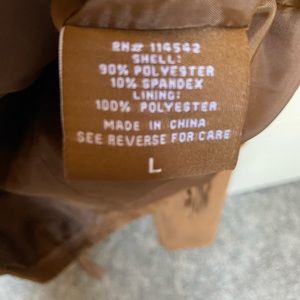 RN# 114542
SHELL:
90% POLYESTER
10% SPANDEX
LINING:
100% POLYESTER
MADE IN CHINA
SEE REVERSE FOR CARE
L